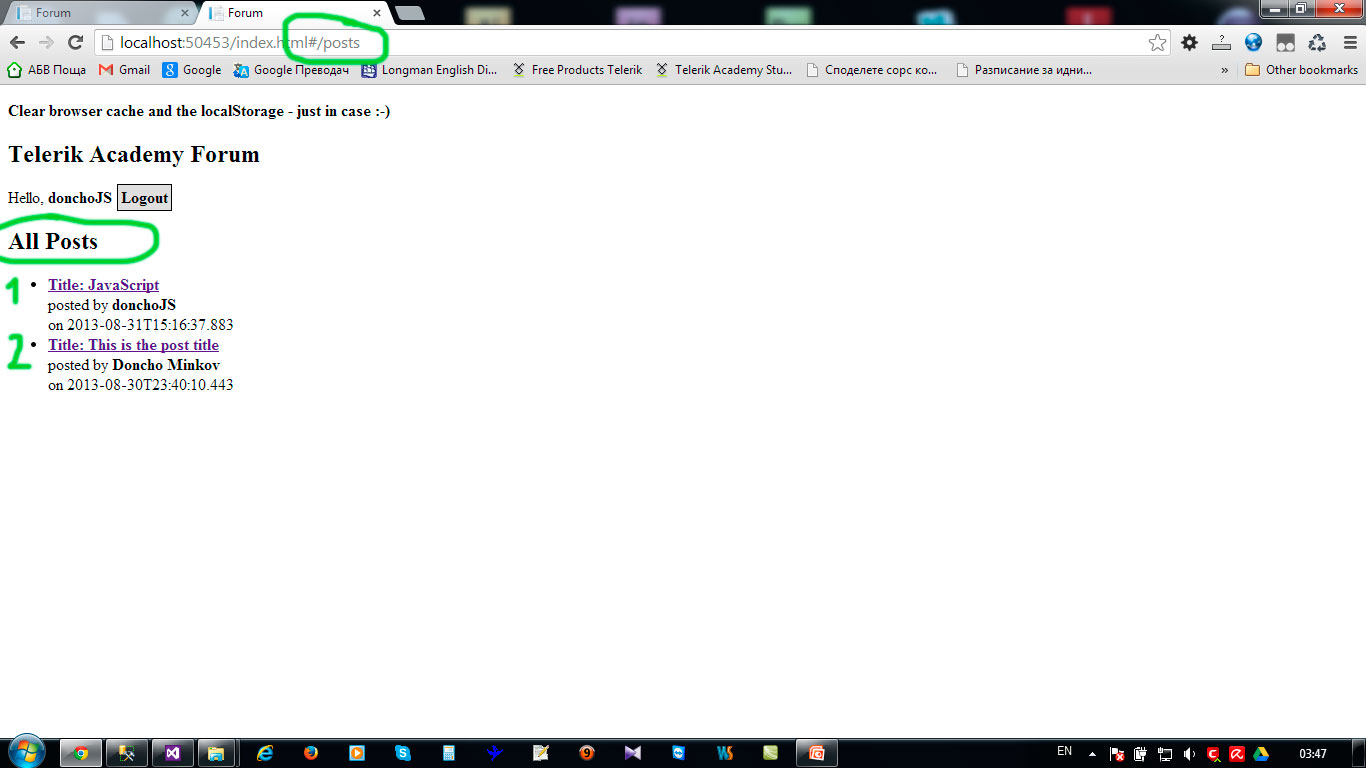 Forum
Forum
localhost:50453/index.html#/posts
АБВ Поща
Gmail
Google
Google Преводач
Longman English Di...
Free Products Telerik
Telerik Academy Stu...
Споделете сорс ко...
Разписание за идни...
»
Other bookmarks
Clear browser cache and the localStorage - just in case :-)
Telerik Academy Forum
Hello, donchoJS Logout
All Posts
1
• Title: JavaScript
posted by donchoJS
on 2013-08-31T15:16:37.883
2
• Title: This is the post title
posted by Doncho Minkov
on 2013-08-30T23:40:10.443
EN
03:47